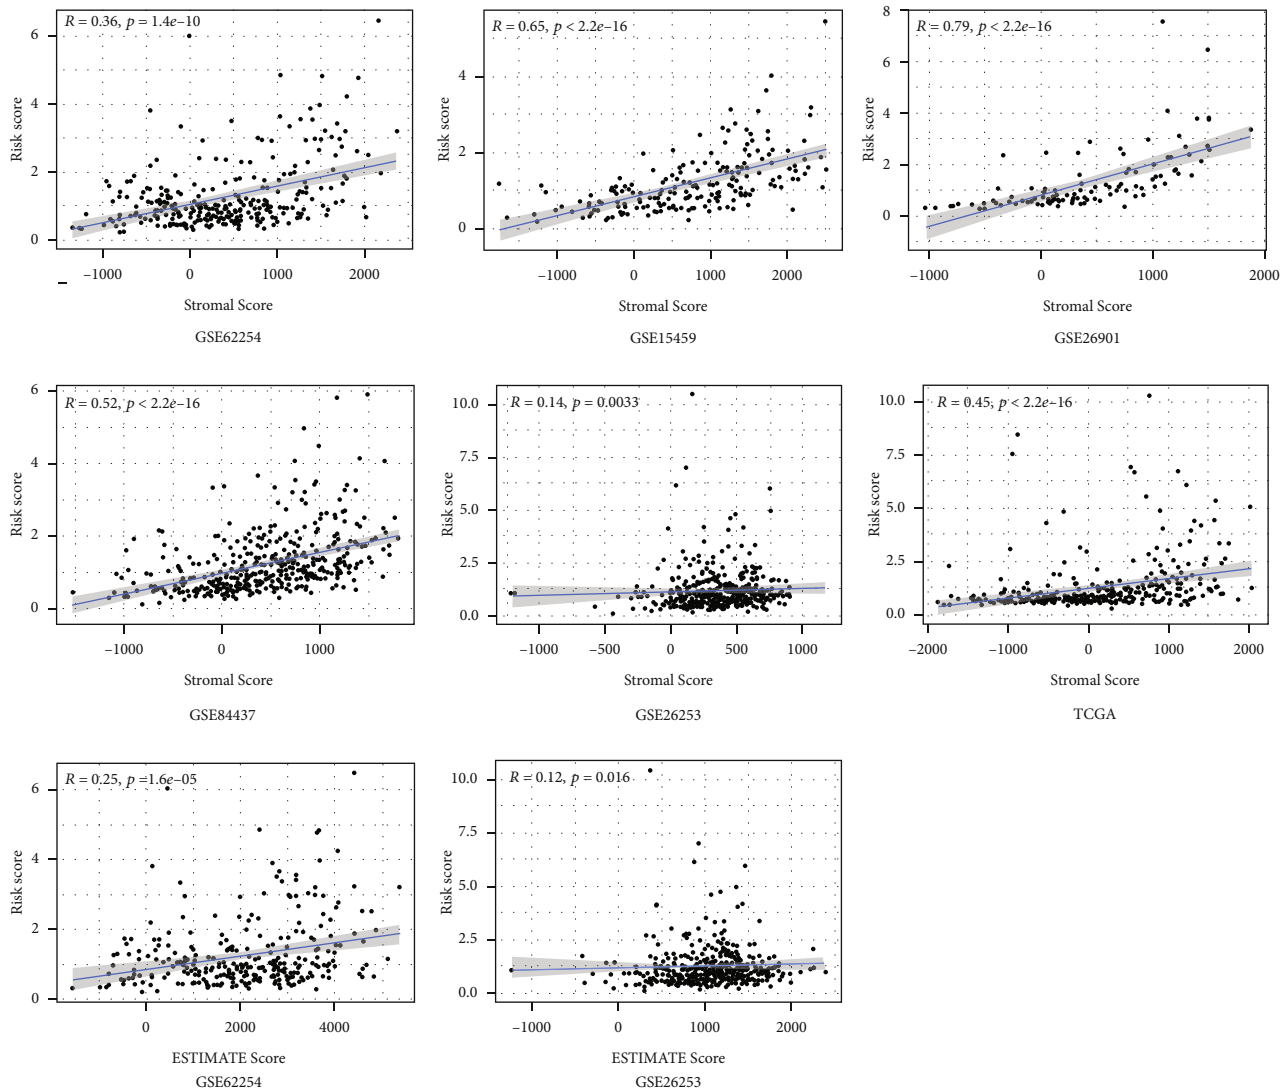 R = 0.36, p = 1.4e–10
Risk score
6
4
2
0
–1000
0
1000
2000
–
Stromal Score
GSE62254
R = 0.65, p < 2.2e–16
Risk score
4
2
0
–1000
0
1000
2000
Stromal Score
GSE15459
R = 0.79, p < 2.2e–16
Risk score
8
6
4
2
0
–1000
0
1000
2000
Stromal Score
GSE26901
R = 0.52, p < 2.2e–16
Risk score
6
4
2
0
–1000
0
1000
Stromal Score
GSE84437
R = 0.14, p = 0.0033
Risk score
10.0
7.5
5.0
2.5
0.0
–1000
–500
0
500
1000
Stromal Score
GSE26253
R = 0.45, p < 2.2e–16
Risk score
10.0
7.5
5.0
2.5
0.0
–2000
–1000
0
1000
2000
Stromal Score
TCGA
R = 0.25, p =1.6e–05
Risk score
6
4
2
0
0
2000
4000
ESTIMATE Score
GSE62254
R = 0.12, p = 0.016
Risk score
10.0
7.5
5.0
2.5
0.0
–1000
0
1000
2000
ESTIMATE Score
GSE26253